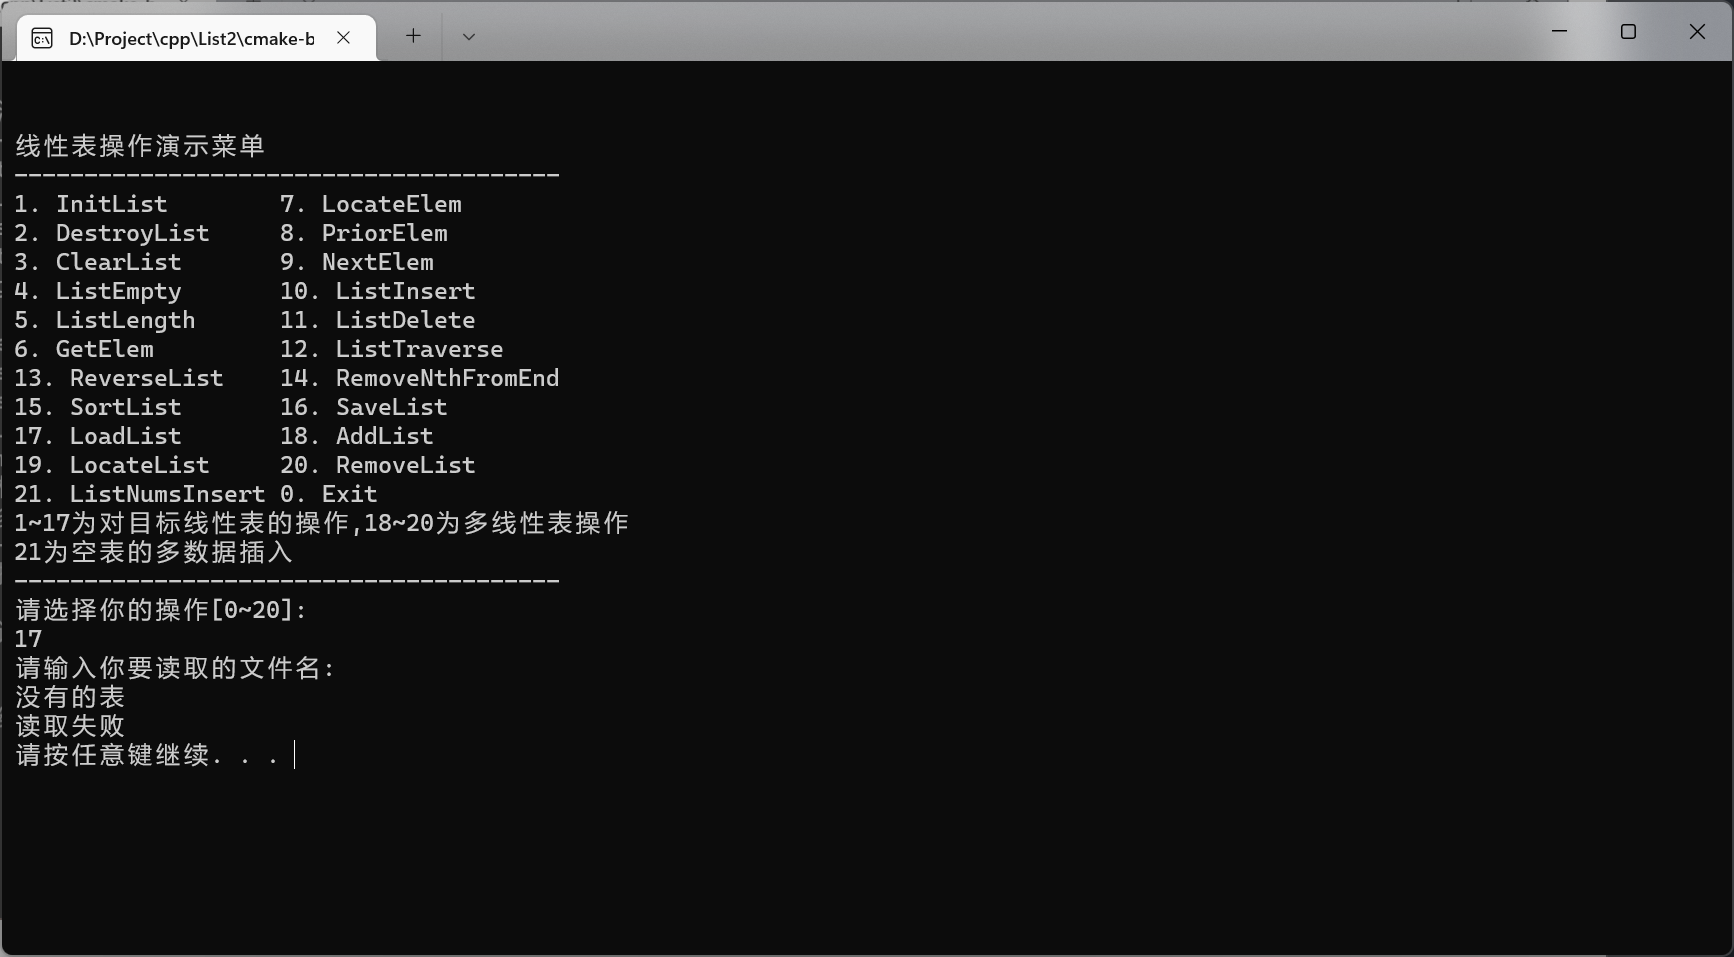 D:\Project\cpp\List2\cmake-b
线性表操作演示菜单
---------------------------------------
1. InitList        7. LocateElem
2. DestroyList     8. PriorElem
3. ClearList       9. NextElem
4. ListEmpty       10. ListInsert
5. ListLength      11. ListDelete
6. GetElem         12. ListTraverse
13. ReverseList    14. RemoveNthFromEnd
15. SortList       16. SaveList
17. LoadList       18. AddList
19. LocateList     20. RemoveList
21. ListNumsInsert 0. Exit
1~17为对目标线性表的操作,18~20为多线性表操作
21为空表的多数据插入
---------------------------------------
请选择你的操作[0~20]:
17
请输入你要读取的文件名:
没有的表
读取失败
请按任意键继续. . .